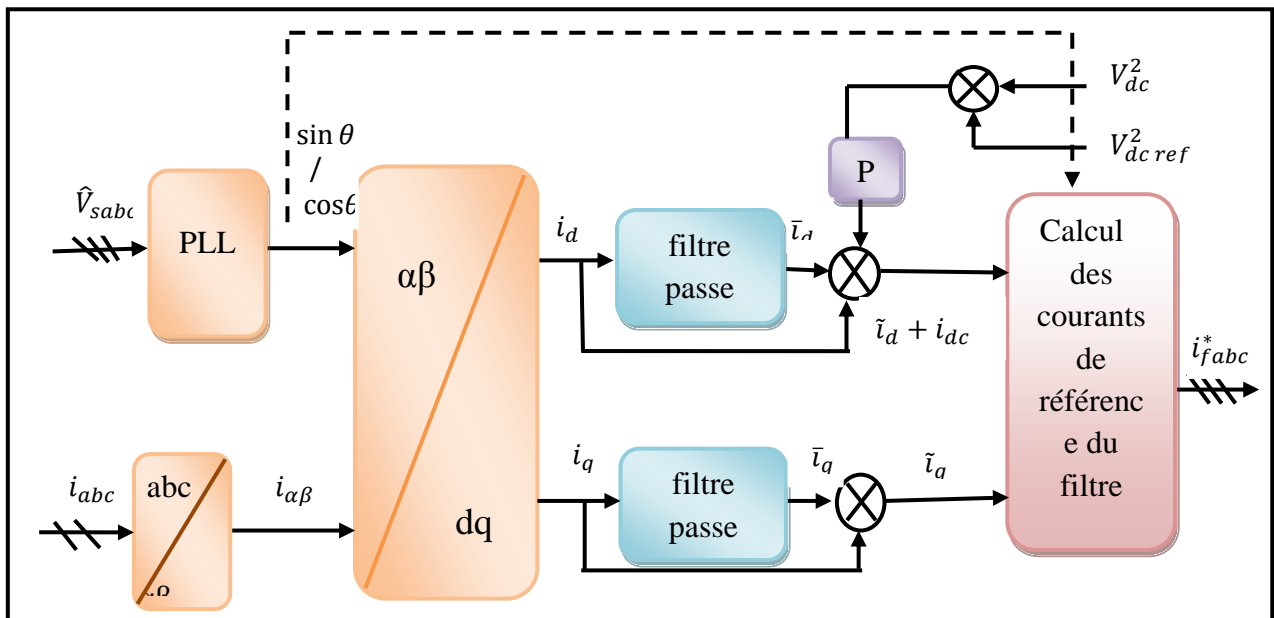 V²dc
V²dc ref
sin θ
/
cosθ
V̂sabc
PLL
P
αβ
dq
id
filtre
passe
ĩd + idc
Calcul
des
courants
de
référenc
e du
filtre
i*fabc
iabc
abc
iαβ
iq
filtre
passe